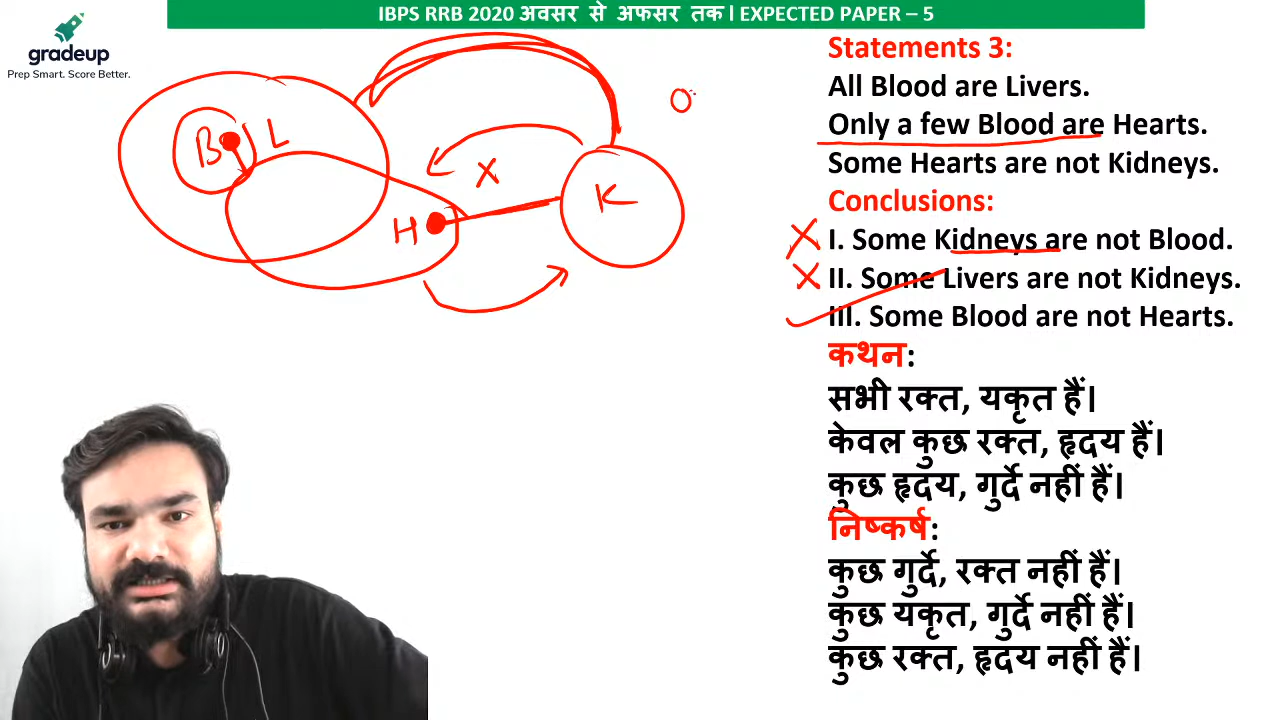 IBPS RRB 2020 अवसर से अफसर तक। EXPECTED PAPER – 5
gradeup
Prep Smart. Score Better.
B
L
H
X
K
O
Statements 3:
All Blood are Livers.
Only a few Blood are Hearts.
Some Hearts are not Kidneys.
Conclusions:
I. Some Kidneys are not Blood.
II. Some Livers are not Kidneys.
III. Some Blood are not Hearts.
कथन:
सभी रक्त, यकृत हैं।
केवल कुछ रक्त, हृदय हैं।
कुछ हृदय, गुर्दे नहीं हैं।
निष्कर्ष:
कुछ गुर्दे, रक्त नहीं हैं।
कुछ यकृत, गुर्दे नहीं हैं।
कुछ रक्त, हृदय नहीं हैं।